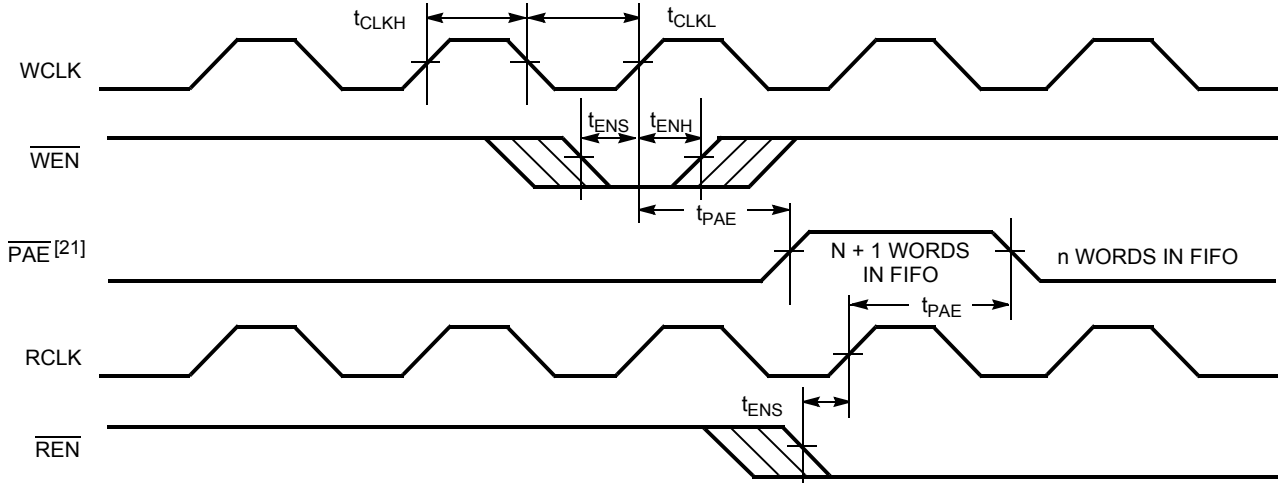 tCLKH
tCLKL
WCLK
tENS
tENH
WEN
tPAE
PAE [21]
N + 1 WORDS
IN FIFO
n WORDS IN FIFO
tPAE
RCLK
tENS
REN